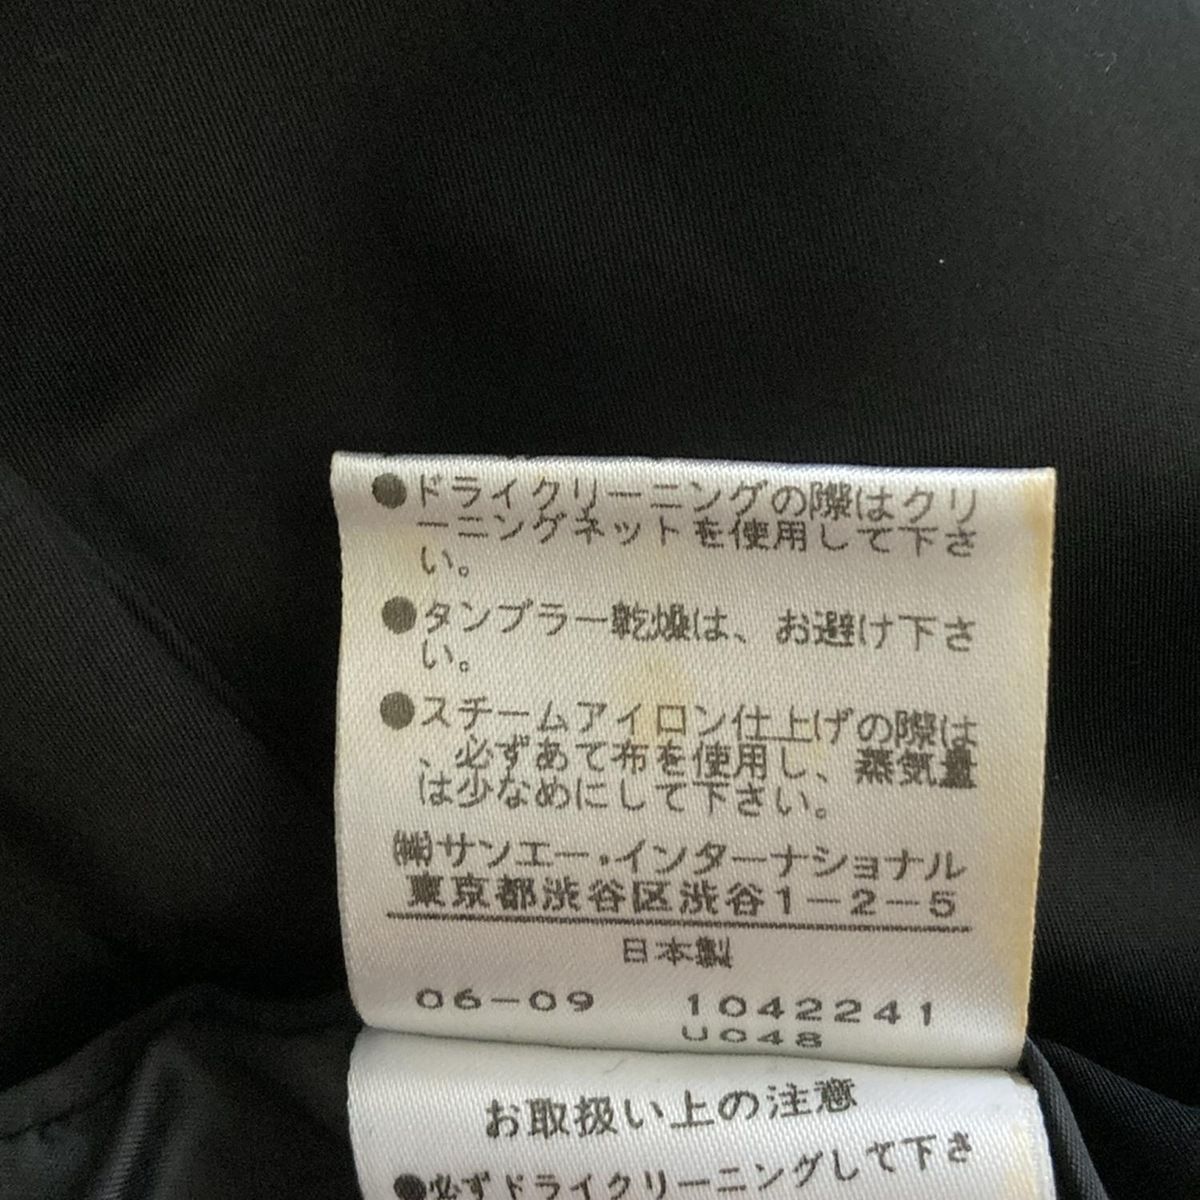 ●ドライクリーニングの際はクリ
ーニングネットを使用して下さ
い。
●タンブラー乾燥は、お避け下さ
い。
●スチームアイロン仕上げの際は
、必ずあて布を使用し、蒸気量
は少なめにして下さい。
㈱サンエー・インターナショナル
東京都渋谷区渋谷1-2-5
日本製
06-09 1042241
U048
お取扱い上の注意
●必ずドライクリーニングして下さ